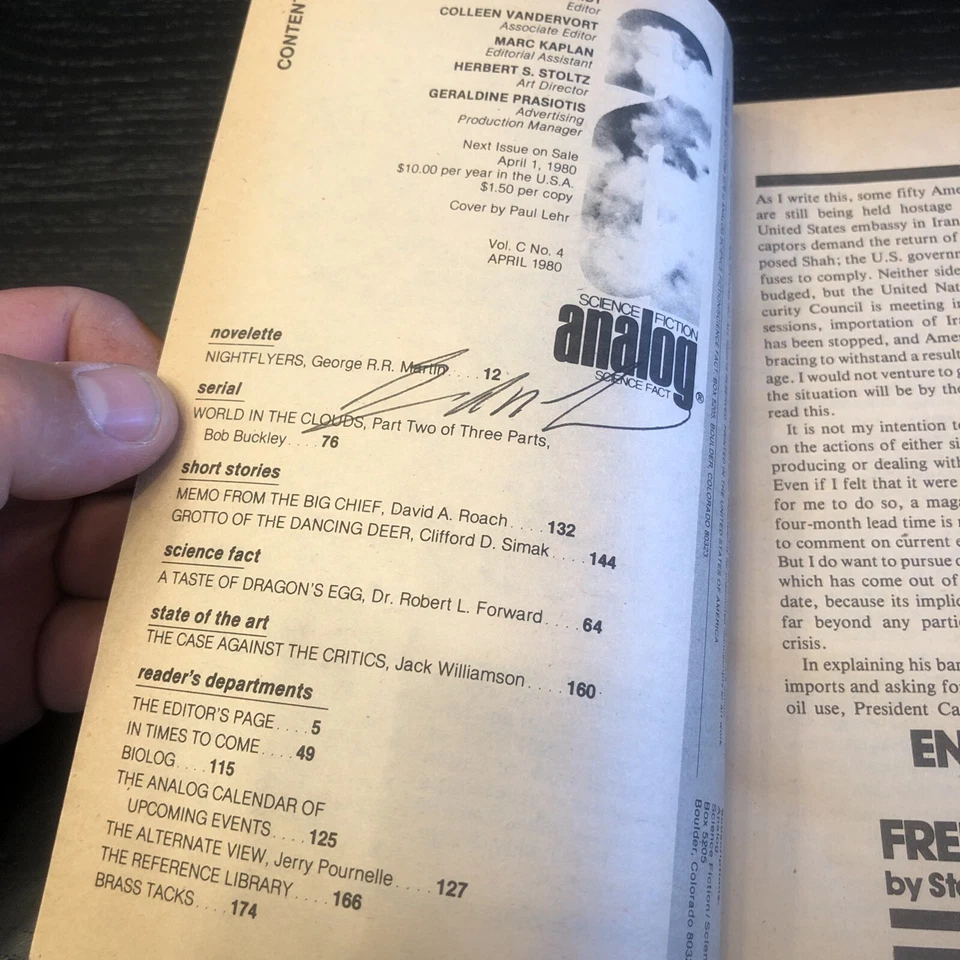 CONTEN
Editor
COLLEEN VANDERVORT
Associate Editor
MARC KAPLAN
Editorial Assistant
HERBERT S. STOLTZ
Art Director
GERALDINE PRASIOTIS
Advertising
Production Manager
Next Issue on Sale
April 1, 1980
$10.00 per year in the U.S.A.
$1.50 per copy
Cover by Paul Lehr
Vol. C No. 4
APRIL 1980
SCIENCE FICTION
analog
SCIENCE FACT
®
novelette
NIGHTFLYERS, George R.R. Martin.... 12
serial
WORLD IN THE CLOUDS, Part Two of Three Parts,
Bob Buckley.... 76
short stories
MEMO FROM THE BIG CHIEF, David A. Roach.... 132
GROTTO OF THE DANCING DEER, Clifford D. Simak.... 144
science fact
A TASTE OF DRAGON'S EGG, Dr. Robert L. Forward.... 64
state of the art
THE CASE AGAINST THE CRITICS, Jack Williamson.... 160
reader's departments
THE EDITOR'S PAGE.... 5
IN TIMES TO COME.... 49
BIOLOG.... 115
THE ANALOG CALENDAR OF
UPCOMING EVENTS.... 125
THE ALTERNATE VIEW, Jerry Pournelle.... 127
THE REFERENCE LIBRARY.... 166
BRASS TACKS.... 174
Box 5205
Boulder, Colorado 803
As I write this, some fifty Ame
are still being held hostage
United States embassy in Iran
captors demand the return of
posed Shah; the U.S. governm
fuses to comply. Neither side
budged, but the United Nat
curity Council is meeting i
sessions, importation of Ira
has been stopped, and Amer
bracing to withstand a result
age. I would not venture to g
the situation will be by the
read this.
It is not my intention to
on the actions of either si
producing or dealing with
Even if I felt that it were
for me to do so, a maga
four-month lead time is n
to comment on current e
But I do want to pursue o
which has come out of
date, because its implic
far beyond any partic
crisis.
In explaining his ban
imports and asking fo
oil use, President Ca
EN
FREE
by Sta